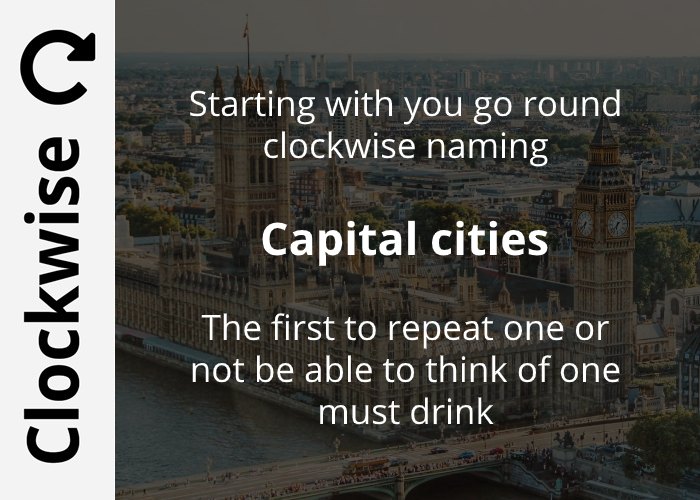 Clockwise
Starting with you go round
clockwise naming
Capital cities
The first to repeat one or
not be able to think of one
must drink